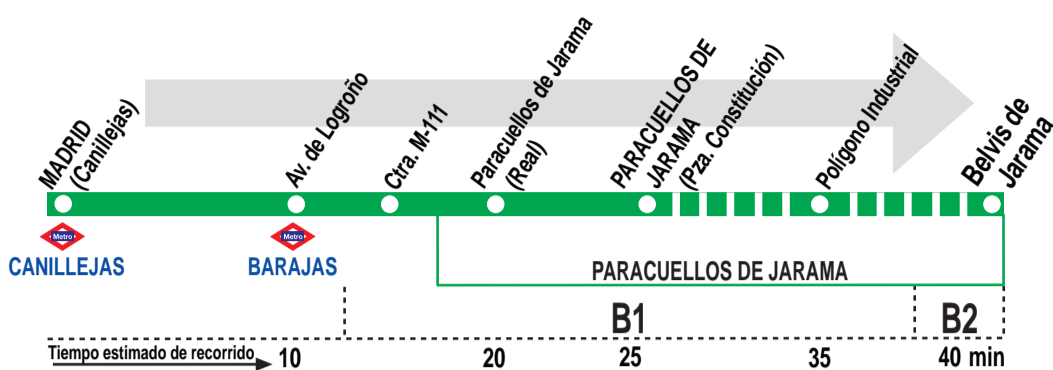 MADRID
(Canillejas)
Av. de Logroño
Ctra. M-111
Paracuellos de Jarama
(Real)
PARACUELLOS DE
JARAMA
(Pza. Constitución)
Polígono Industrial
Belvis de
Jarama
Metro
Metro
CANILLEJAS
BARAJAS
PARACUELLOS DE JARAMA
B1
B2
Tiempo estimado de recorrido
10
20
25
35
40 min